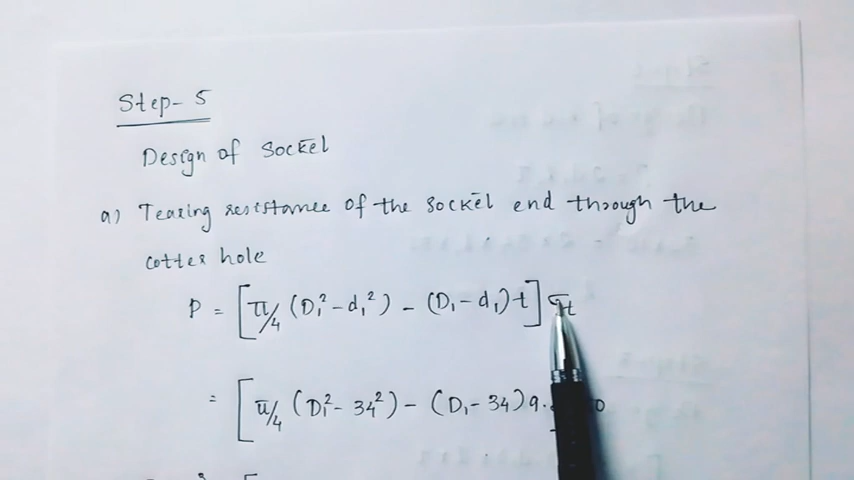 Step-5
Design of Socket
a) Tearing resistance of the Socket end through the
cotter hole
P = [π/4 (D₁² - d₁²) - (D₁ - d₁) t] σt
= [π/4 (D₁² - 34²) - (D₁ - 34) 9.